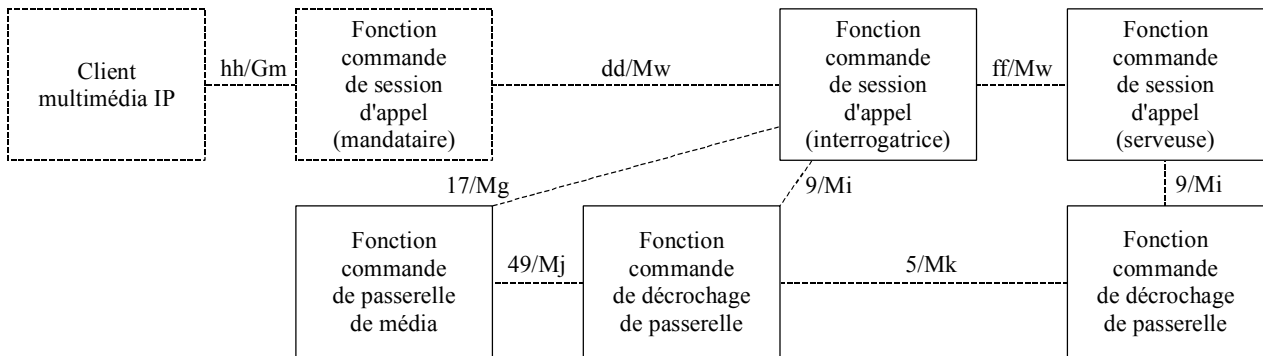 Client
multimédia IP
hh/Gm
Fonction
commande
de session
d'appel
(mandataire)
dd/Mw
Fonction
commande
de session
d'appel
(interrogatrice)
ff/Mw
Fonction
commande
de session
d'appel
(serveuse)
17/Mg
9/Mi
9/Mi
Fonction
commande
de passerelle
de média
49/Mj
Fonction
commande
de décrochage
de passerelle
5/Mk
Fonction
commande
de décrochage
de passerelle